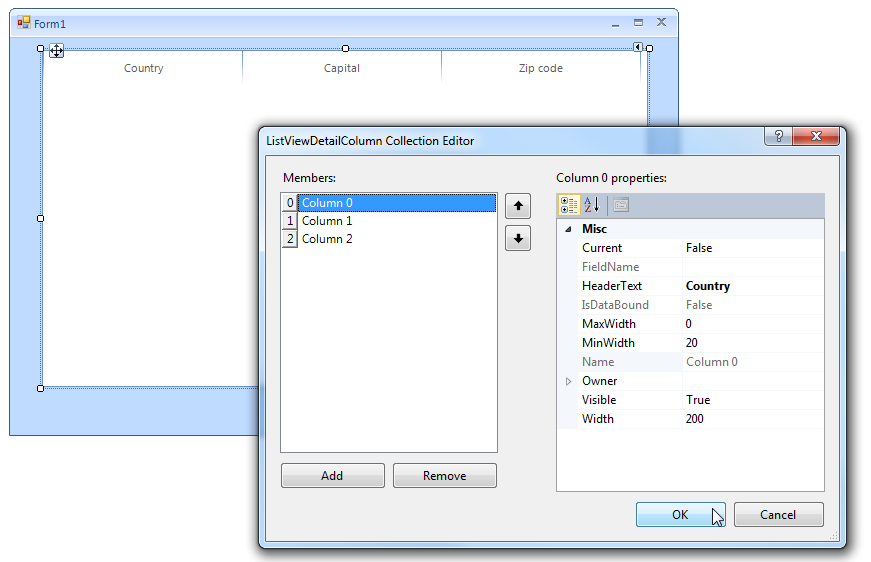 Form1
Country Capital Zip code
ListViewDetailColumn Collection Editor
Members:
0 Column 0
1 Column 1
2 Column 2
Add Remove
Column 0 properties:
Misc
Current False
FieldName
HeaderText Country
IsDataBound False
MaxWidth 0
MinWidth 20
Name Column 0
Owner
Visible True
Width 200
OK Cancel